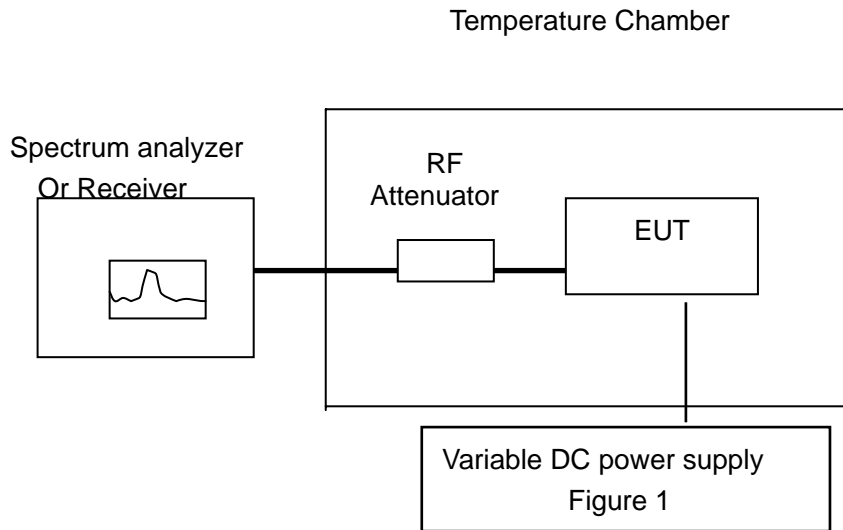 Temperature Chamber
Spectrum analyzer
Or Receiver
RF
Attenuator
EUT
Variable DC power supply
Figure 1